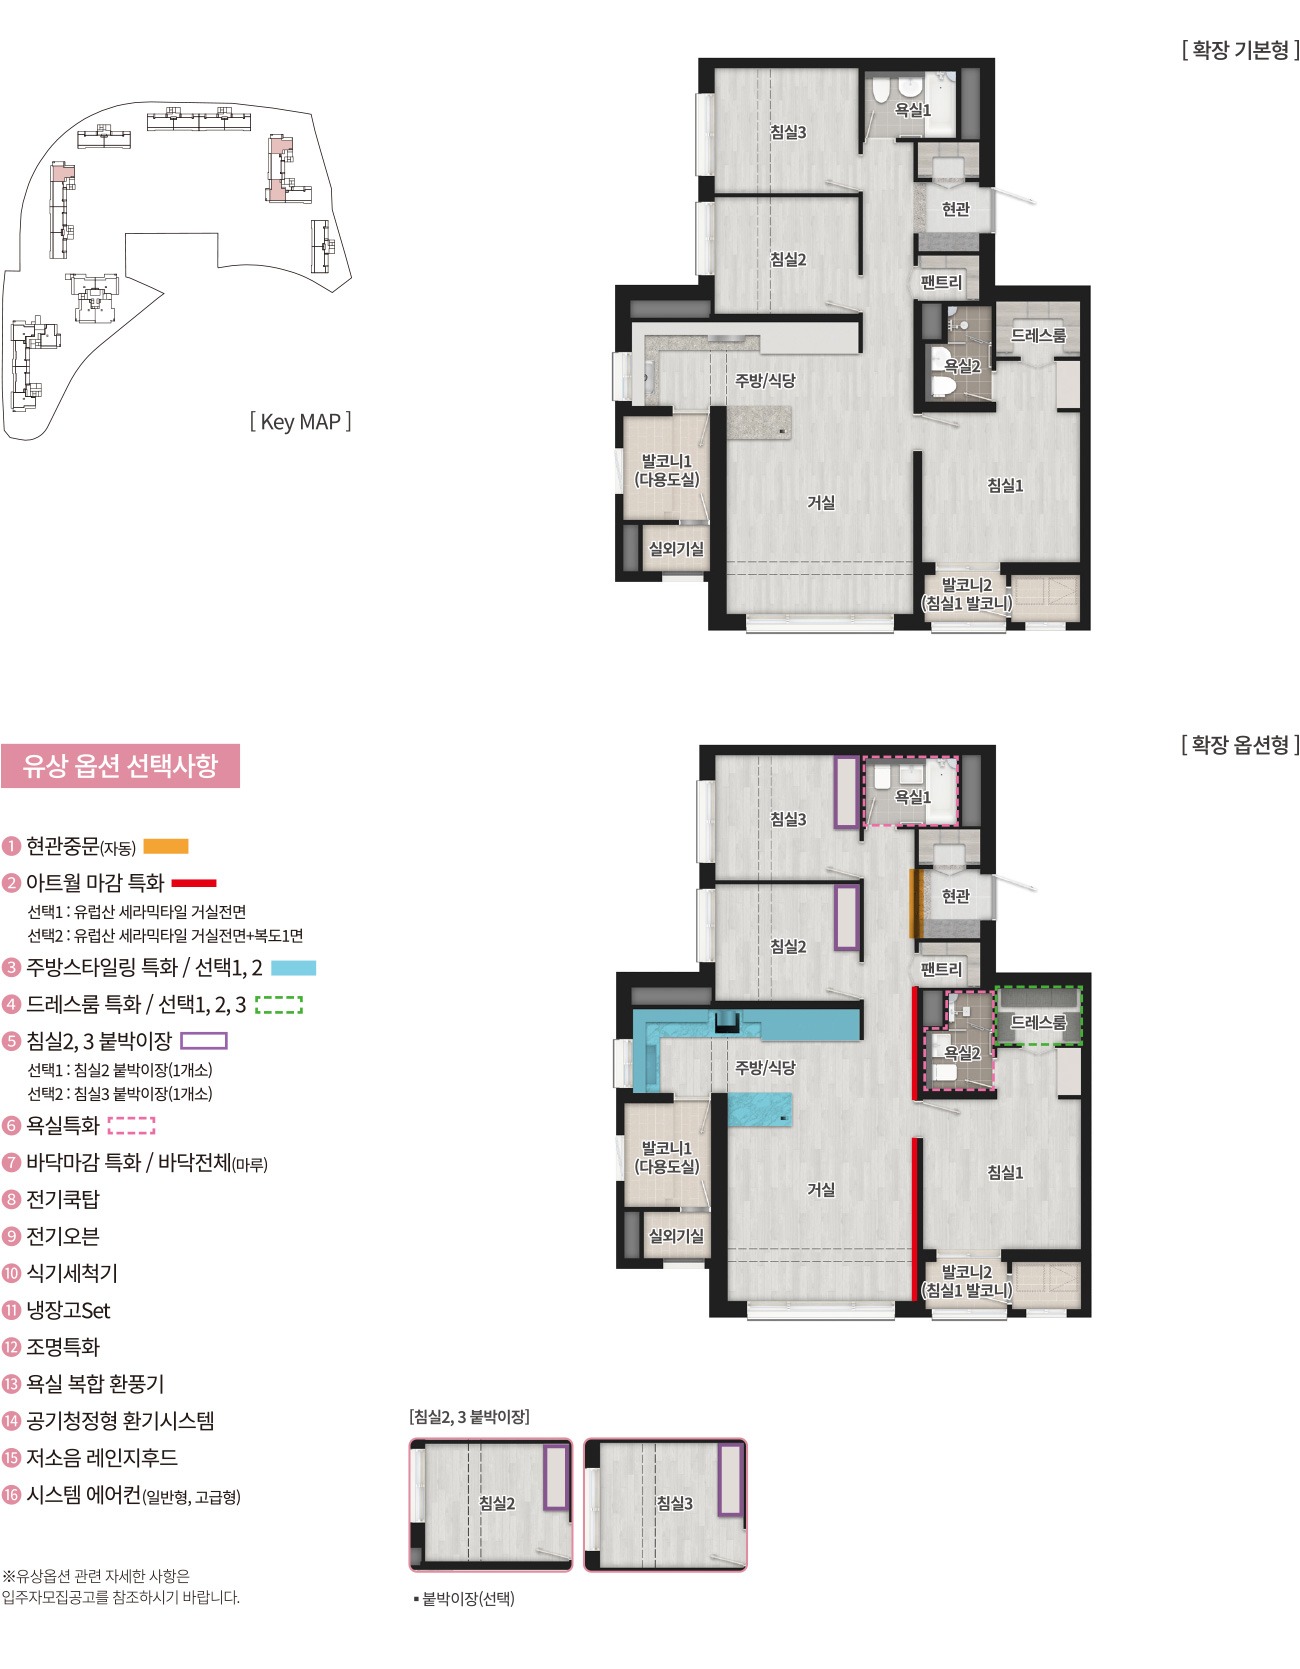 [ 확장 기본형 ]
침실3
욕실1
현관
침실2
팬트리
드레스룸
욕실2
주방/식당
발코니1
(다용도실)
거실
침실1
실외기실
발코니2
(침실1 발코니)
[ Key MAP ]
[ 확장 옵션형 ]
유상 옵션 선택사항
1 현관중문(자동)
2 아트월 마감 특화
선택1 : 유럽산 세라믹타일 거실전면
선택2 : 유럽산 세라믹타일 거실전면+복도1면
3 주방스타일링 특화 / 선택1, 2
4 드레스룸 특화 / 선택1, 2, 3
5 침실2, 3 붙박이장
선택1 : 침실2 붙박이장(1개소)
선택2 : 침실3 붙박이장(1개소)
6 욕실특화
7 바닥마감 특화 / 바닥전체(마루)
8 전기쿡탑
9 전기오븐
10 식기세척기
11 냉장고Set
12 조명특화
13 욕실 복합 환풍기
14 공기청정형 환기시스템
15 저소음 레인지후드
16 시스템 에어컨(일반형, 고급형)
※유상옵션 관련 자세한 사항은
입주자모집공고를 참조하시기 바랍니다.
침실3
욕실1
현관
침실2
팬트리
드레스룸
욕실2
주방/식당
발코니1
(다용도실)
거실
침실1
실외기실
발코니2
(침실1 발코니)
[침실2, 3 붙박이장]
침실2
침실3
▪ 붙박이장(선택)